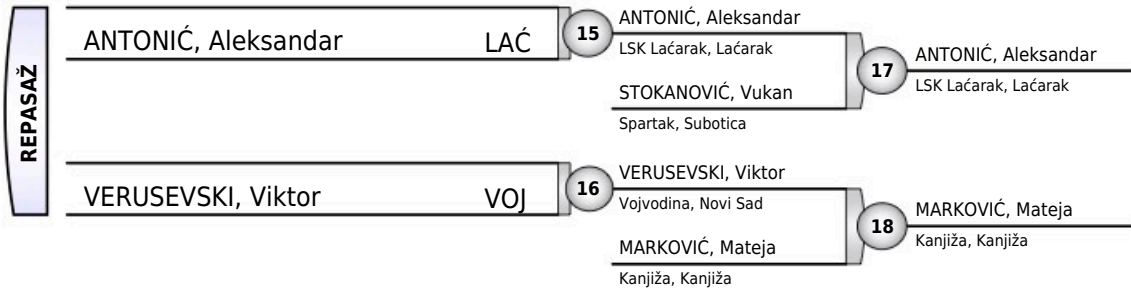 REPASAŽ
ANTONIĆ, Aleksandar LAĆ
15
ANTONIĆ, Aleksandar
LSK Laćarak, Laćarak
STOKANOVIĆ, Vukan
Spartak, Subotica
17
ANTONIĆ, Aleksandar
LSK Laćarak, Laćarak
VERUSEVSKI, Viktor VOJ
16
VERUSEVSKI, Viktor
Vojvodina, Novi Sad
MARKOVIĆ, Mateja
Kanjiža, Kanjiža
18
MARKOVIĆ, Mateja
Kanjiža, Kanjiža